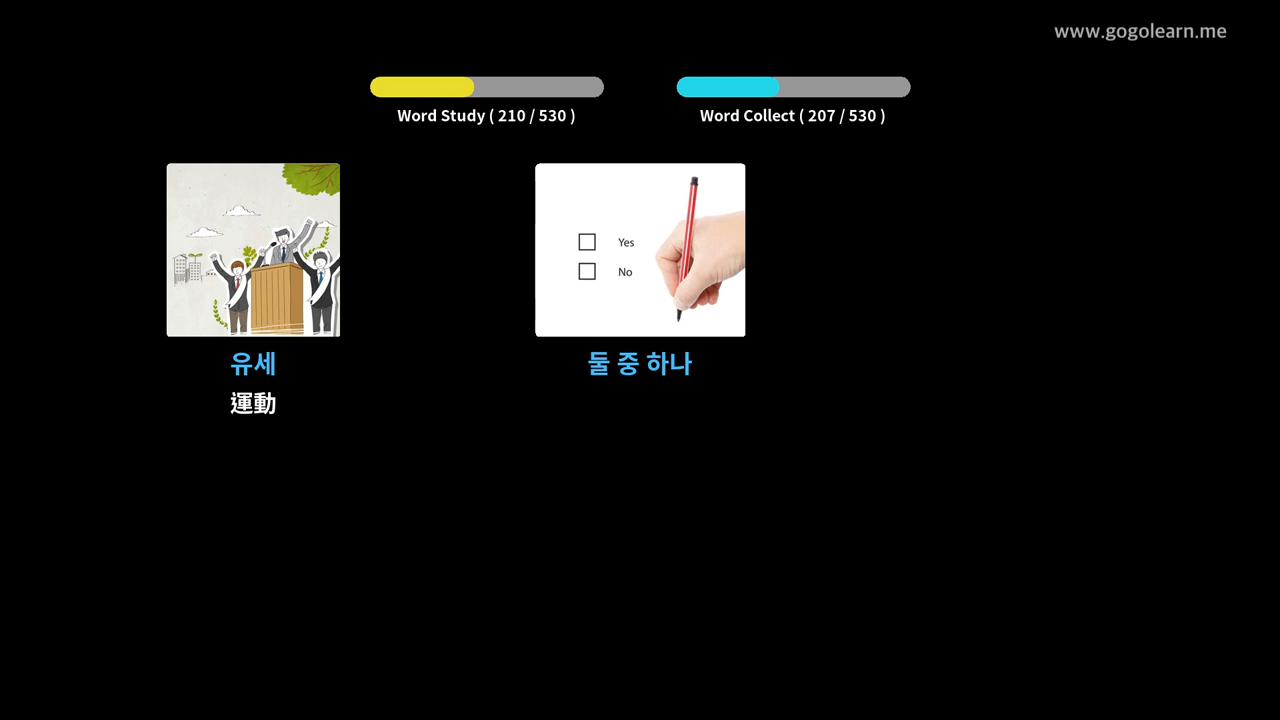 www.gogolearn.me
Word Study ( 210 / 530 )
Word Collect ( 207 / 530 )
Yes
No
유세
둘 중 하나
運動